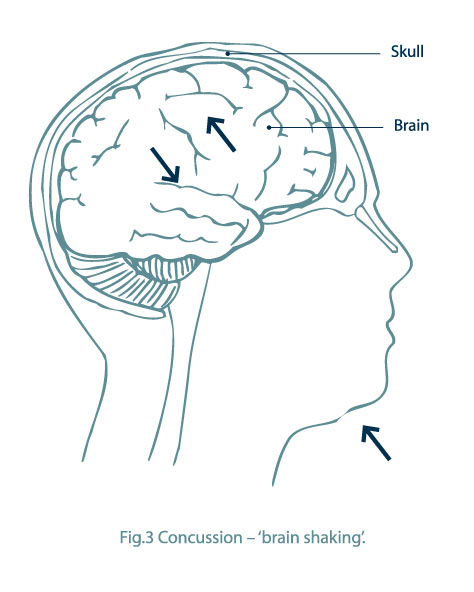 Skull
Brain
Fig.3 Concussion – ‘brain shaking’.